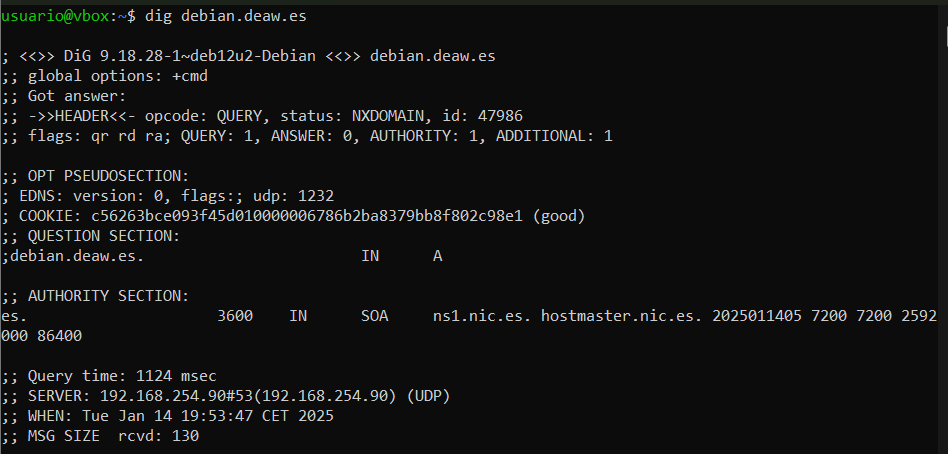 usuario@vbox:~$ dig debian.deaw.es
; <<>> DiG 9.18.28-1~deb12u2-Debian <<>> debian.deaw.es
;; global options: +cmd
;; Got answer:
;; ->>HEADER<<- opcode: QUERY, status: NXDOMAIN, id: 47986
;; flags: qr rd ra; QUERY: 1, ANSWER: 0, AUTHORITY: 1, ADDITIONAL: 1
;; OPT PSEUDOSECTION:
; EDNS: version: 0, flags:; udp: 1232
; COOKIE: c56263bce093f45d010000006786b2ba8379bb8f802c98e1 (good)
;; QUESTION SECTION:
;debian.deaw.es. IN A
;; AUTHORITY SECTION:
es. 3600 IN SOA ns1.nic.es. hostmaster.nic.es. 2025011405 7200 7200 2592
000 86400
;; Query time: 1124 msec
;; SERVER: 192.168.254.90#53(192.168.254.90) (UDP)
;; WHEN: Tue Jan 14 19:53:47 CET 2025
;; MSG SIZE  rcvd: 130